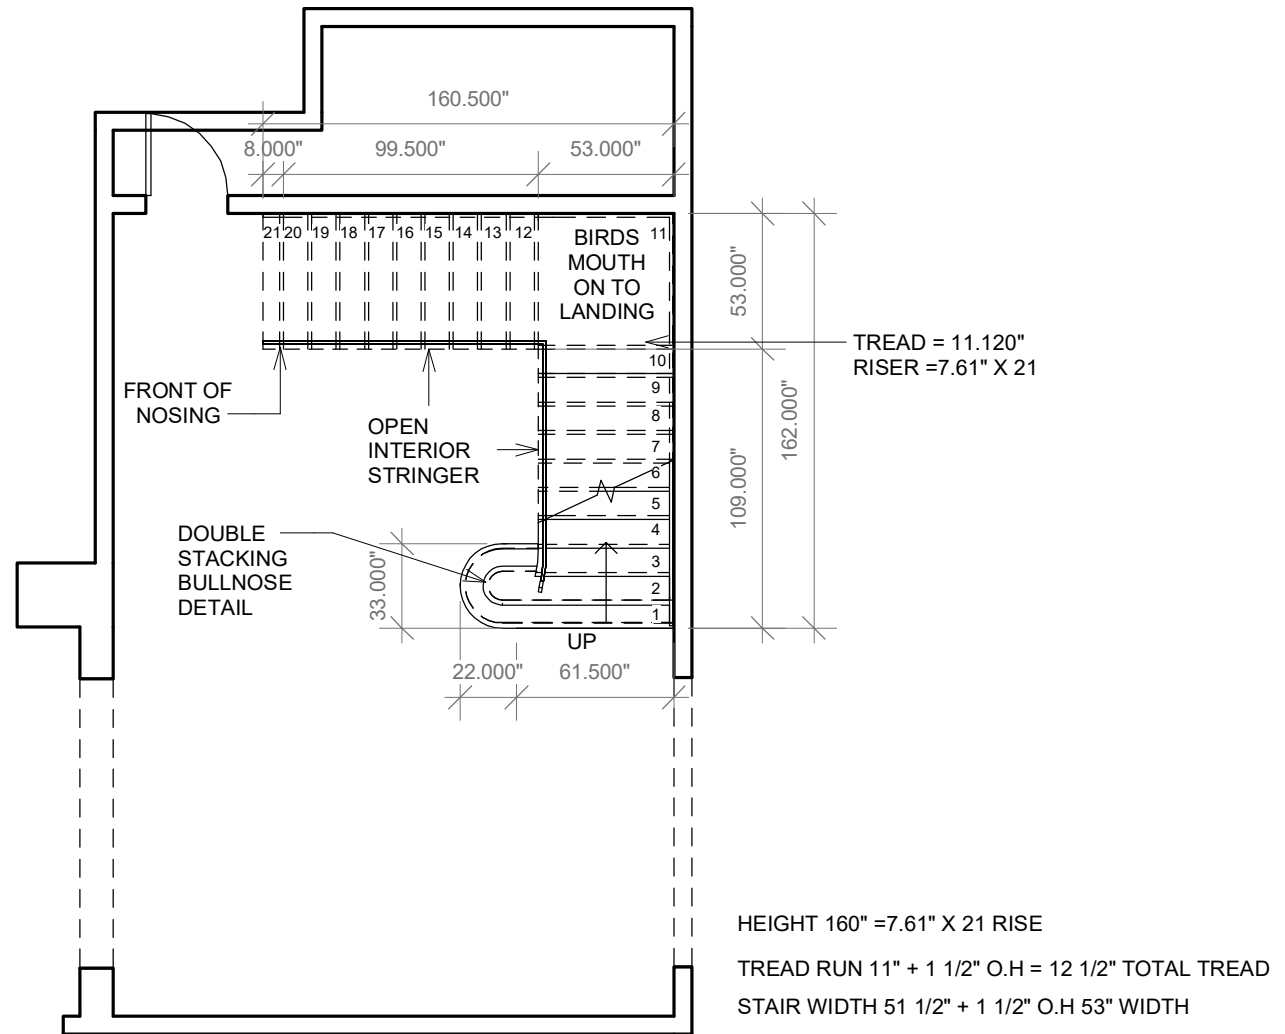 160.500"
8.000"
99.500"
53.000"
21 20 19 18 17 16 15 14 13 12
11
BIRDS
MOUTH
ON TO
LANDING
53.000"
TREAD = 11.120"
RISER =7.61" X 21
10
9
8
7
6
5
4
3
2
1
FRONT OF
NOSING
OPEN
INTERIOR
STRINGER
162.000"
109.000"
DOUBLE
STACKING
BULLNOSE
DETAIL
33.000"
UP
22.000"
61.500"
HEIGHT 160" =7.61" X 21 RISE
TREAD RUN 11" + 1 1/2" O.H = 12 1/2" TOTAL TREAD
STAIR WIDTH 51 1/2" + 1 1/2" O.H 53" WIDTH